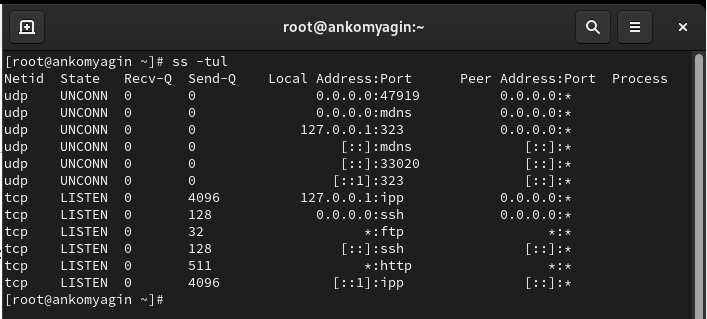 root@ankomyagin:~
[root@ankomyagin ~]# ss -tul
Netid  State   Recv-Q  Send-Q    Local Address:Port      Peer Address:Port  Process
udp    UNCONN  0       0               0.0.0.0:47919          0.0.0.0:*
udp    UNCONN  0       0               0.0.0.0:mdns           0.0.0.0:*
udp    UNCONN  0       0             127.0.0.1:323            0.0.0.0:*
udp    UNCONN  0       0                  [::]:mdns              [::]:*
udp    UNCONN  0       0                  [::]:33020             [::]:*
udp    UNCONN  0       0                 [::1]:323               [::]:*
tcp    LISTEN  0       4096          127.0.0.1:ipp            0.0.0.0:*
tcp    LISTEN  0       128             0.0.0.0:ssh            0.0.0.0:*
tcp    LISTEN  0       32                    *:ftp                  *:*
tcp    LISTEN  0       128                [::]:ssh               [::]:*
tcp    LISTEN  0       511                   *:http                 *:*
tcp    LISTEN  0       4096              [::1]:ipp               [::]:*
[root@ankomyagin ~]#